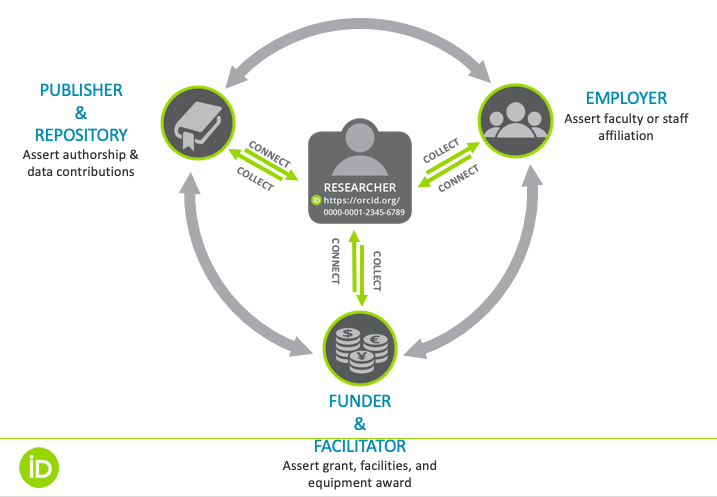 PUBLISHER
&
REPOSITORY
Assert authorship &
data contributions
EMPLOYER
Assert faculty or staff
affiliation
CONNECT
COLLECT
COLLECT
CONNECT
RESEARCHER
iD https://orcid.org/
0000-0001-2345-6789
CONNECT
COLLECT
$
€
¥
FUNDER
&
FACILITATOR
Assert grant, facilities, and
equipment award
iD